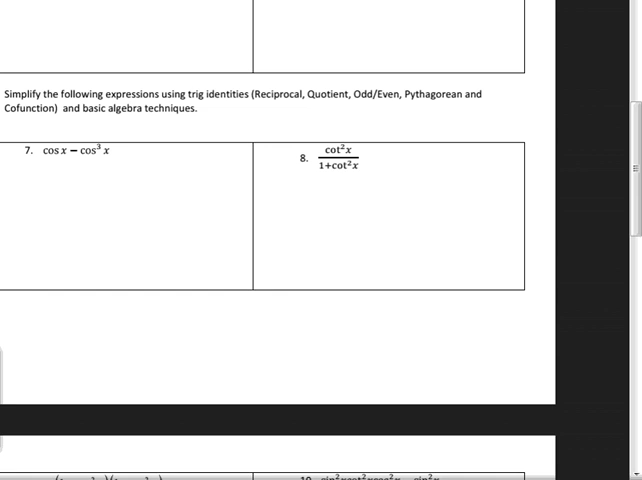 Simplify the following expressions using trig identities (Reciprocal, Quotient, Odd/Even, Pythagorean and
Cofunction)  and basic algebra techniques.
7. cos x − cos³ x
8. cot²x
1+cot²x